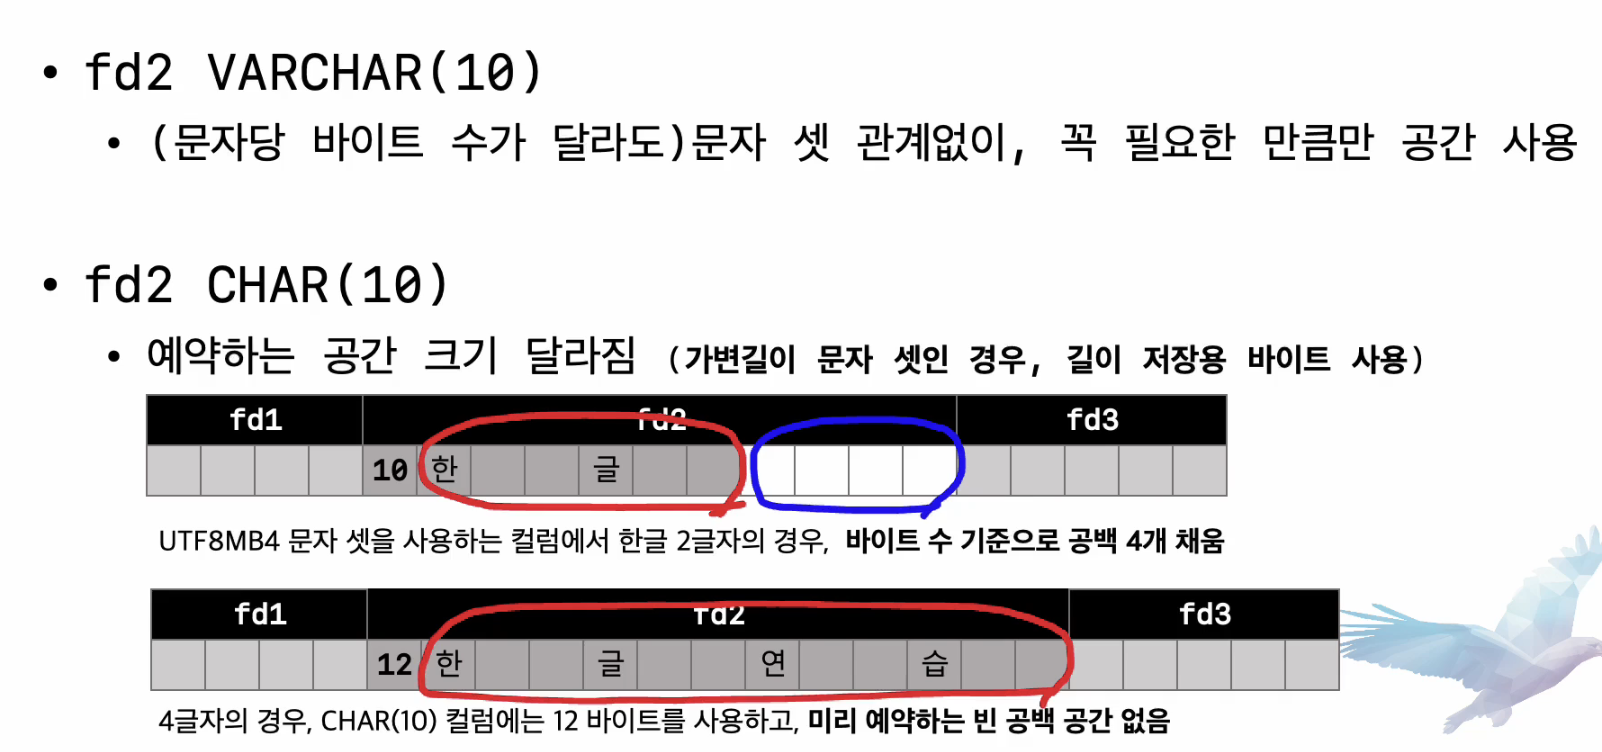 • fd2 VARCHAR(10)
• (문자당 바이트 수가 달라도)문자 셋 관계없이, 꼭 필요한 만큼만 공간 사용
• fd2 CHAR(10)
• 예약하는 공간 크기 달라짐 (가변길이 문자 셋인 경우, 길이 저장용 바이트 사용)
fd1 fd2 fd3
10 한 글
UTF8MB4 문자 셋을 사용하는 컬럼에서 한글 2글자의 경우, 바이트 수 기준으로 공백 4개 채움
fd1 fd2 fd3
12 한 글 연 습
4글자의 경우, CHAR(10) 컬럼에는 12 바이트를 사용하고, 미리 예약하는 빈 공백 공간 없음